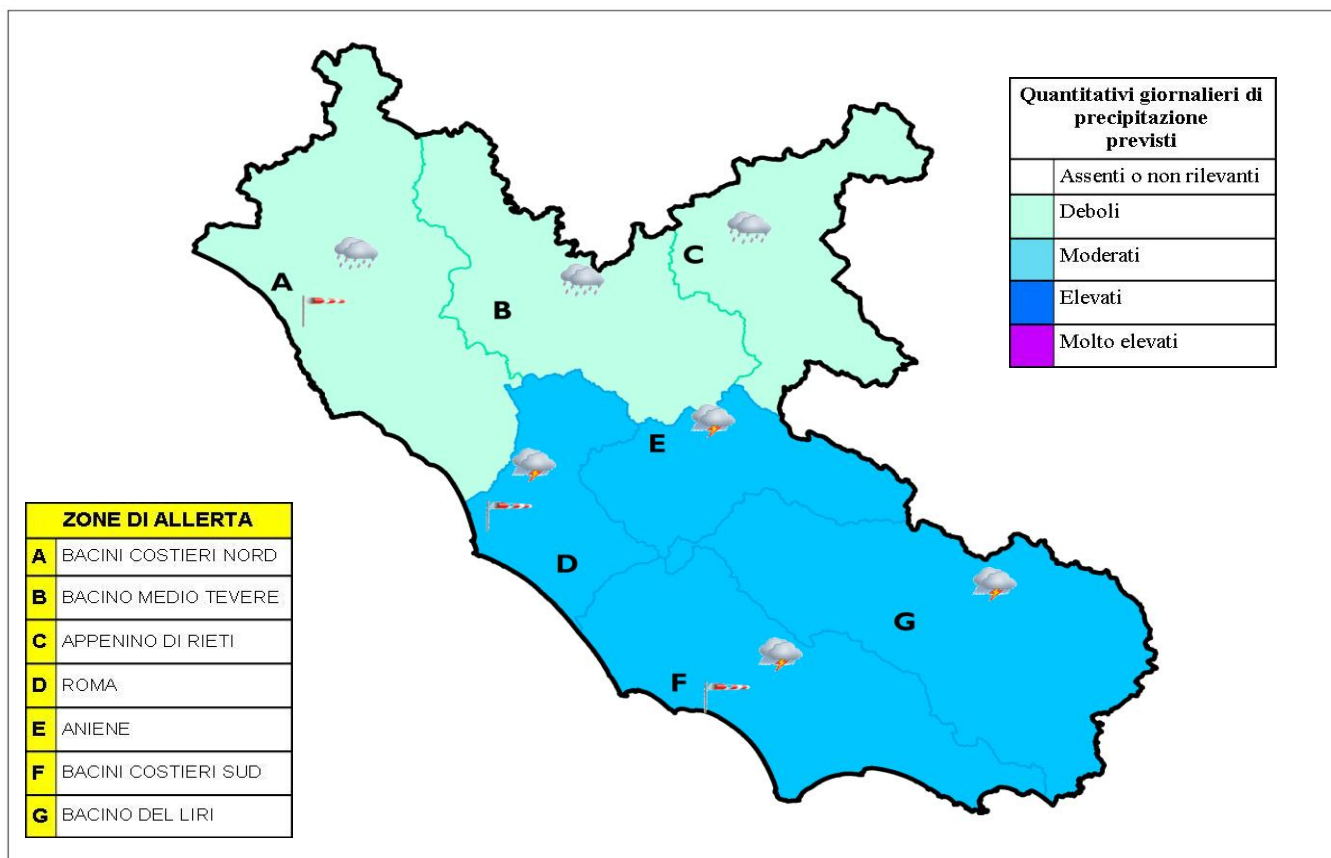 Quantitativi giornalieri di
precipitazione
previsti
Assenti o non rilevanti
Deboli
Moderati
Elevati
Molto elevati
A
B
C
E
D
G
F
ZONE DI ALLERTA
A BACINI COSTIERI NORD
B BACINO MEDIO TEVERE
C APPENINO DI RIETI
D ROMA
E ANIENE
F BACINI COSTIERI SUD
G BACINO DEL LIRI